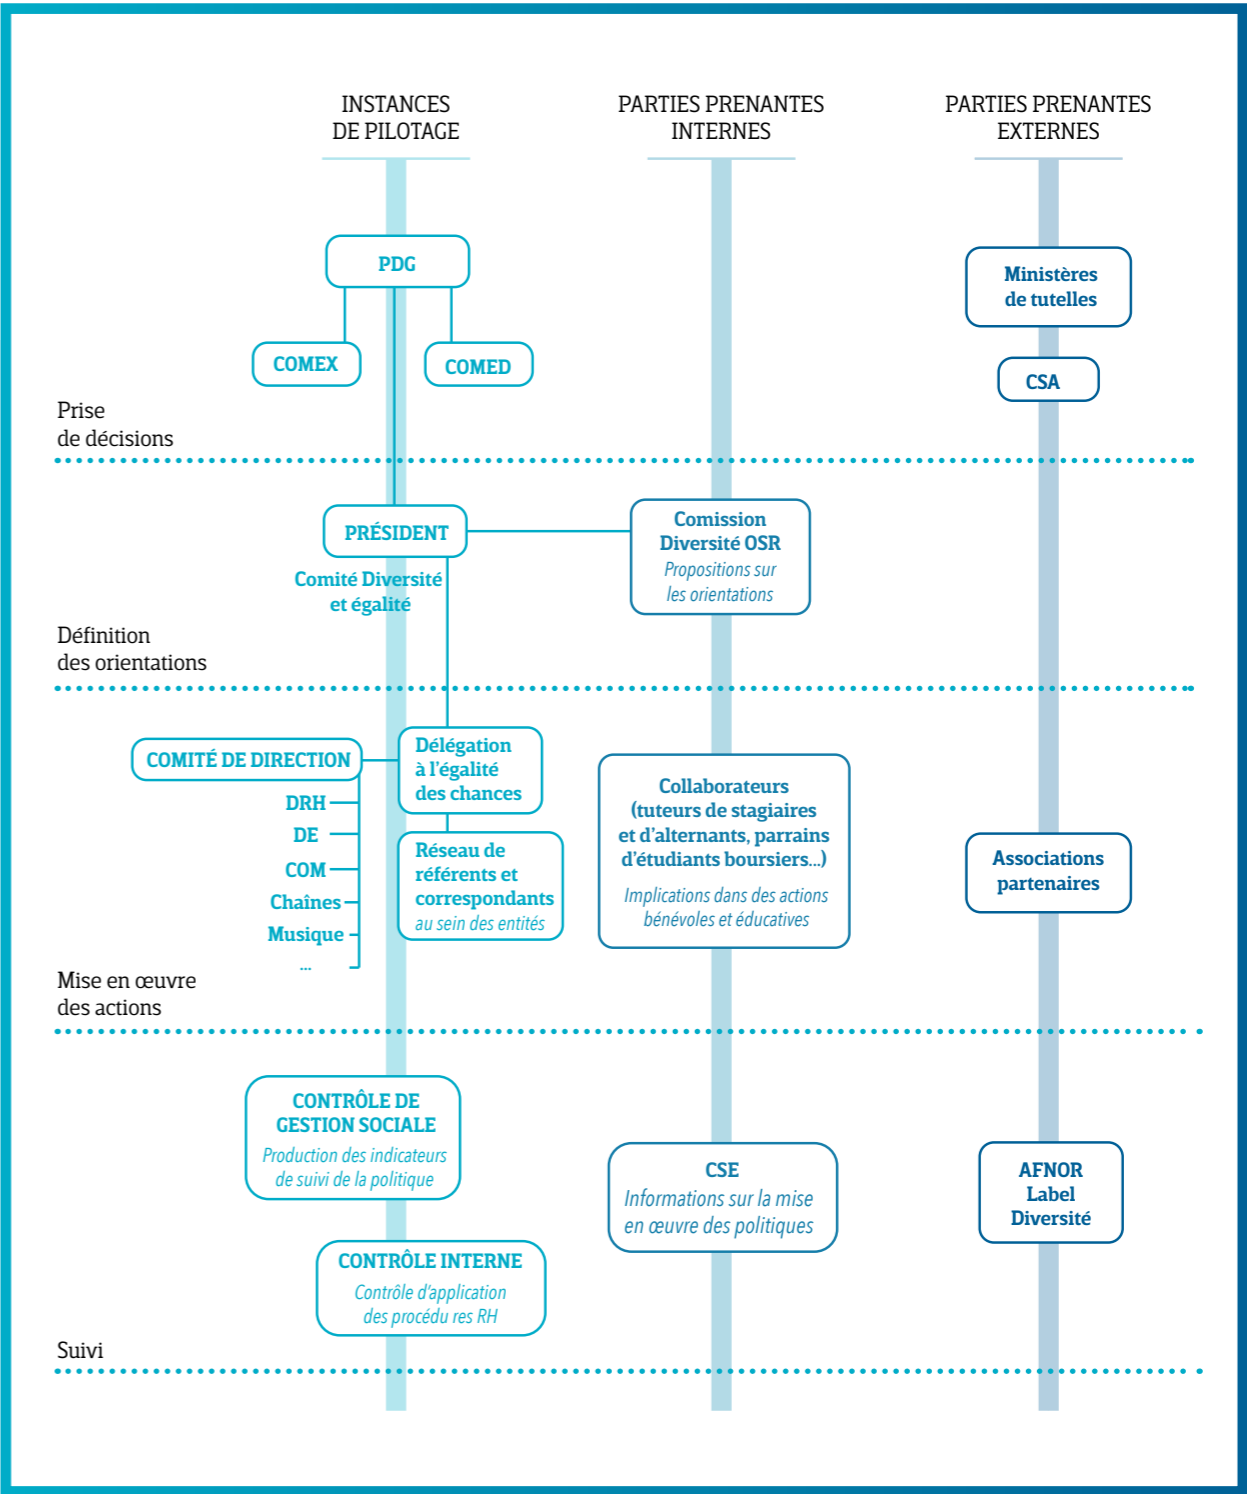 INSTANCES
DE PILOTAGE
PARTIES PRENANTES
INTERNES
PARTIES PRENANTES
EXTERNES
PDG
COMEX
COMED
Ministères
de tutelles
CSA
Prise
de décisions
PRÉSIDENT
Comité Diversité
et égalité
Comission
Diversité OSR
Propositions sur
les orientations
Définition
des orientations
COMITÉ DE DIRECTION
DRH
DE
COM
Chaînes
Musique
...
Délégation
à l'égalité
des chances
Réseau de
référents et
correspondants
au sein des entités
Collaborateurs
(tuteurs de stagiaires
et d'alternants, parrains
d'étudiants boursiers...)
Implications dans des actions
bénévoles et éducatives
Associations
partenaires
Mise en œuvre
des actions
CONTRÔLE DE
GESTION SOCIALE
Production des indicateurs
de suivi de la politique
CONTRÔLE INTERNE
Contrôle d'application
des procédu res RH
CSE
Informations sur la mise
en œuvre des politiques
AFNOR
Label
Diversité
Suivi